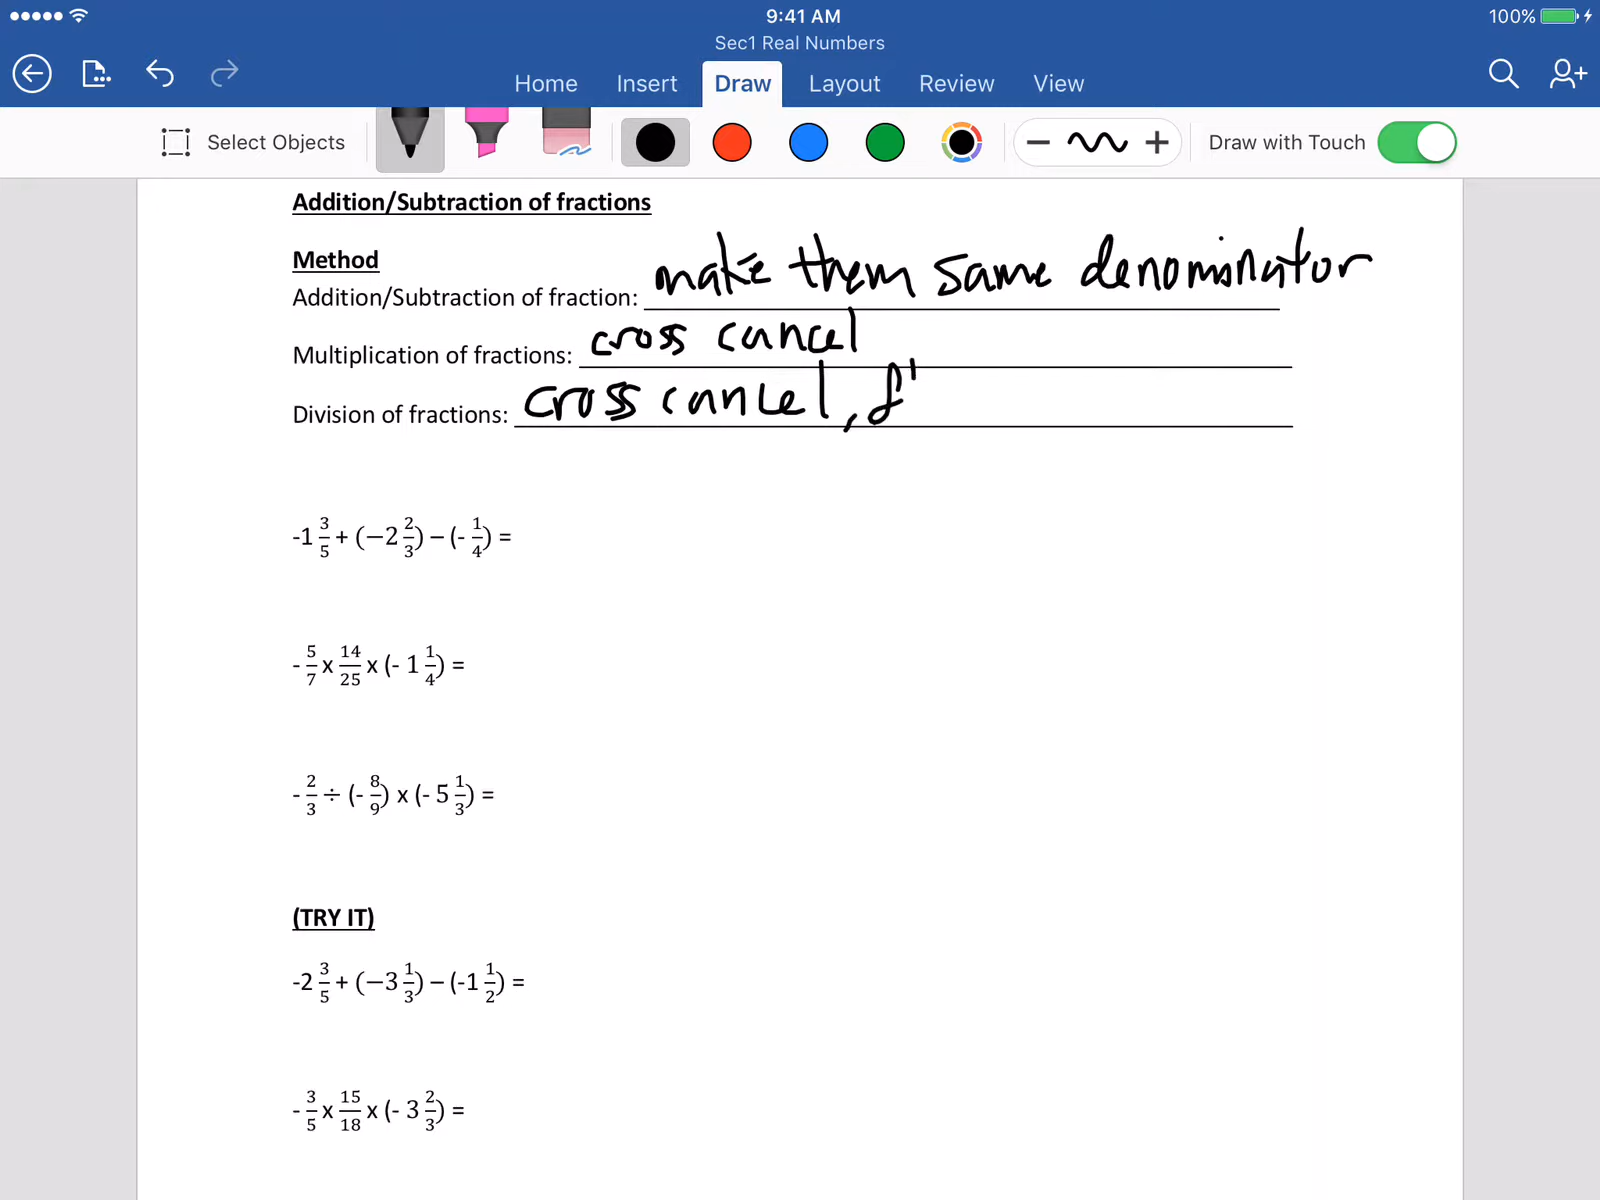 9:41 AM
100%
Sec1 Real Numbers
Home Insert Draw Layout Review View
Select Objects
Draw with Touch
Addition/Subtraction of fractions
Method
Addition/Subtraction of fraction: make them same denominator
Multiplication of fractions: cross cancel
Division of fractions: cross cancel,
-1 3/5 + (−2 2/3) – (- 1/4) =
- 5/7 x 14/25 x (- 1 1/4) =
- 2/3 ÷ (- 8/9) x (- 5 1/3) =
(TRY IT)
-2 3/5 + (−3 1/3) – (-1 1/2) =
- 3/5 x 15/18 x (- 3 2/3) =